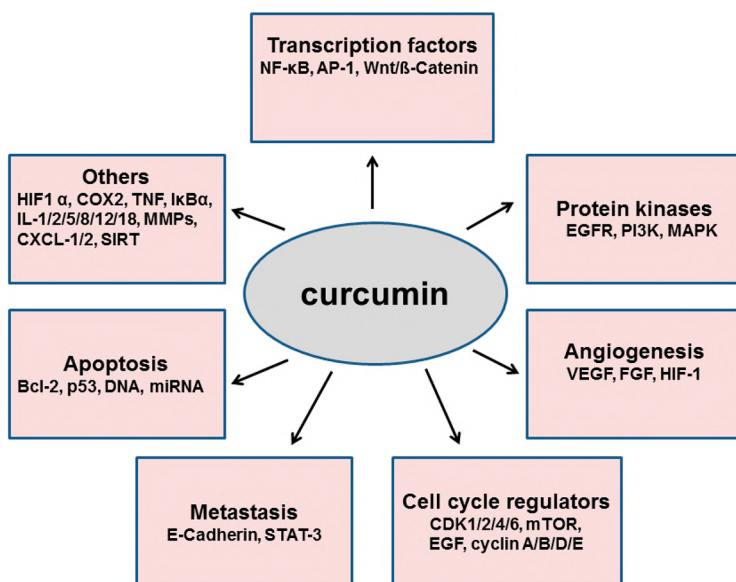 Transcription factors
NF-κB, AP-1, Wnt/ß-Catenin
Others
HIF1 α, COX2, TNF, IκBα,
IL-1/2/5/8/12/18, MMPs,
CXCL-1/2, SIRT
Protein kinases
EGFR, PI3K, MAPK
curcumin
Apoptosis
Bcl-2, p53, DNA, miRNA
Angiogenesis
VEGF, FGF, HIF-1
Metastasis
E-Cadherin, STAT-3
Cell cycle regulators
CDK1/2/4/6, mTOR,
EGF, cyclin A/B/D/E